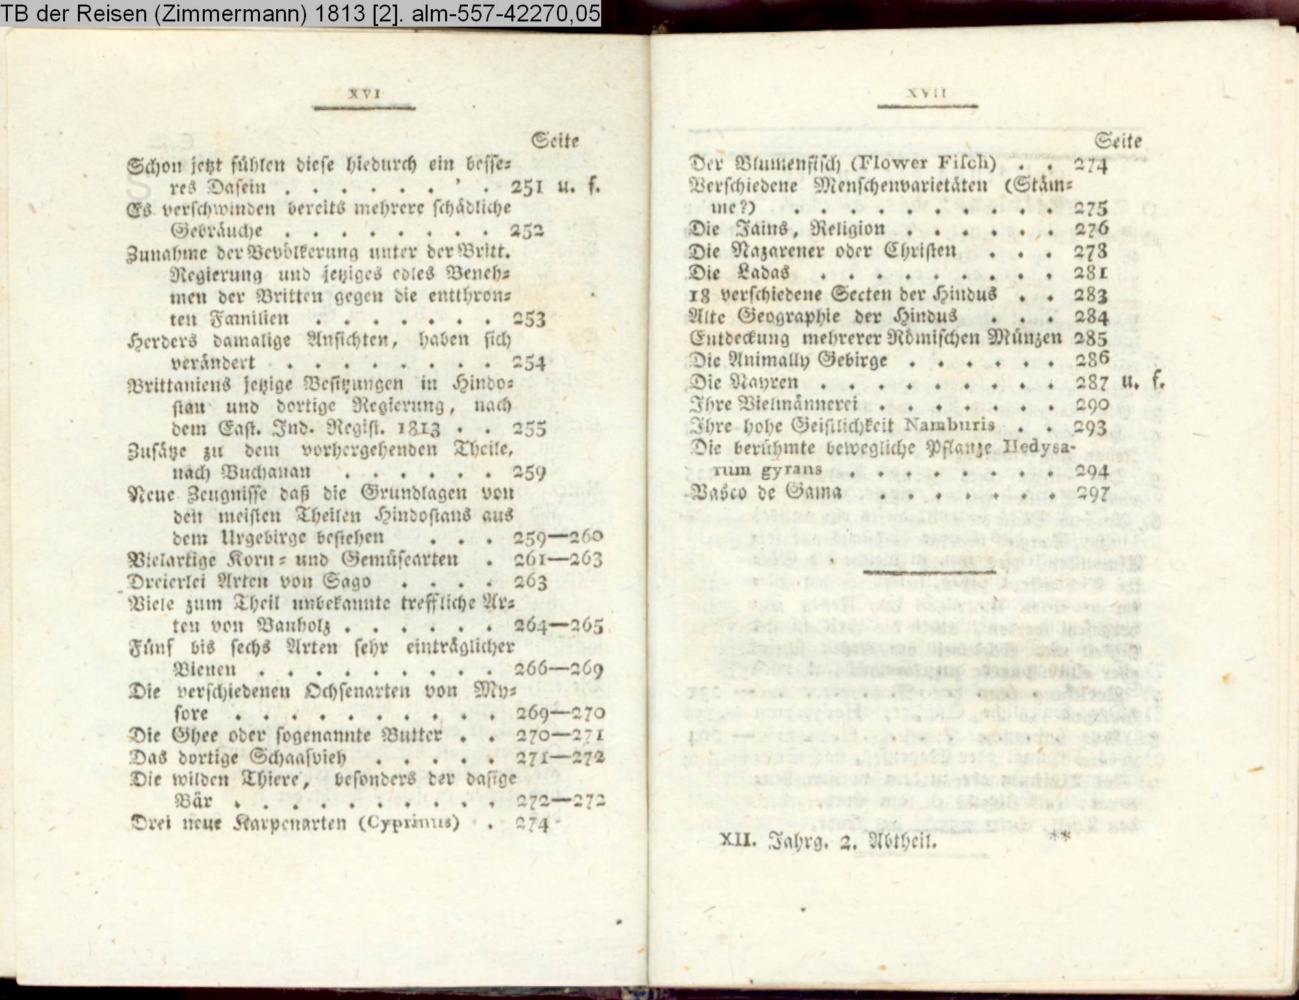 TB der Reisen (Zimmermann) 1813 [2]. alm-557-42270,05
XVI
Seite
Schon jetzt fühlen diese hiedurch ein besse-
res Dasein . . . . . . . . 251 u. f.
Es verschwinden bereits mehrere schädliche
Gebräuche . . . . . . . . 252
Zunahme der Bevölkerung unter der Britt.
Regierung und jetziges edles Beneh-
men der Britten gegen die entthron-
ten Familien . . . . . . . 253
Herders damalige Ansichten, haben sich
verändert . . . . . . . . 254
Brittaniens jetzige Besitzungen in Hindo-
stan und dortige Regierung, nach
dem East. Ind. Regist. 1813 . . 255
Zusätze zu dem vorhergehenden Theile,
nach Buchanan . . . . . . 259
Neue Zeugnisse daß die Grundlagen von
den meisten Theilen Hindostans aus
dem Urgebirge bestehen . . . 259—260
Vielartige Korn- und Gemüsearten . 261—263
Dreierlei Arten von Sago . . . . 263
Viele zum Theil unbekannte treffliche Ar-
ten von Bauholz . . . . . . 264—265
Fünf bis sechs Arten sehr einträglicher
Bienen . . . . . . . . . 266—269
Die verschiedenen Ochsenarten von My-
sore . . . . . . . . . . 269—270
Die Ghee oder sogenannte Butter . . 270—271
Das dortige Schaafvieh . . . . . 271—272
Die wilden Thiere, besonders der dasige
Bär . . . . . . . . . . 272—272
Drei neue Karpenarten (Cyprinus) . 274
XVII
Seite
Der Blumenfisch (Flower Fisch) . . 274
Verschiedene Menschenvarietäten (Stäm-
me?) . . . . . . . . . . 275
Die Jains, Religion . . . . . . 276
Die Nazarener oder Christen . . . 278
Die Ladas . . . . . . . . . 281
18 verschiedene Secten der Hindus . . 283
Alte Geographie der Hindus . . . 284
Entdeckung mehrerer Römischen Münzen 285
Die Animally Gebirge . . . . . . 286
Die Nayren . . . . . . . . . 287 u. f.
Ihre Vielmännerei . . . . . . . 290
Ihre hohe Geistlichkeit Namburis . . 293
Die berühmte bewegliche Pflanze Hedysa-
rum gyrans . . . . . . . . 294
Vasco de Gama . . . . . . . . 297
XII. Jahrg. 2. Abtheil. **